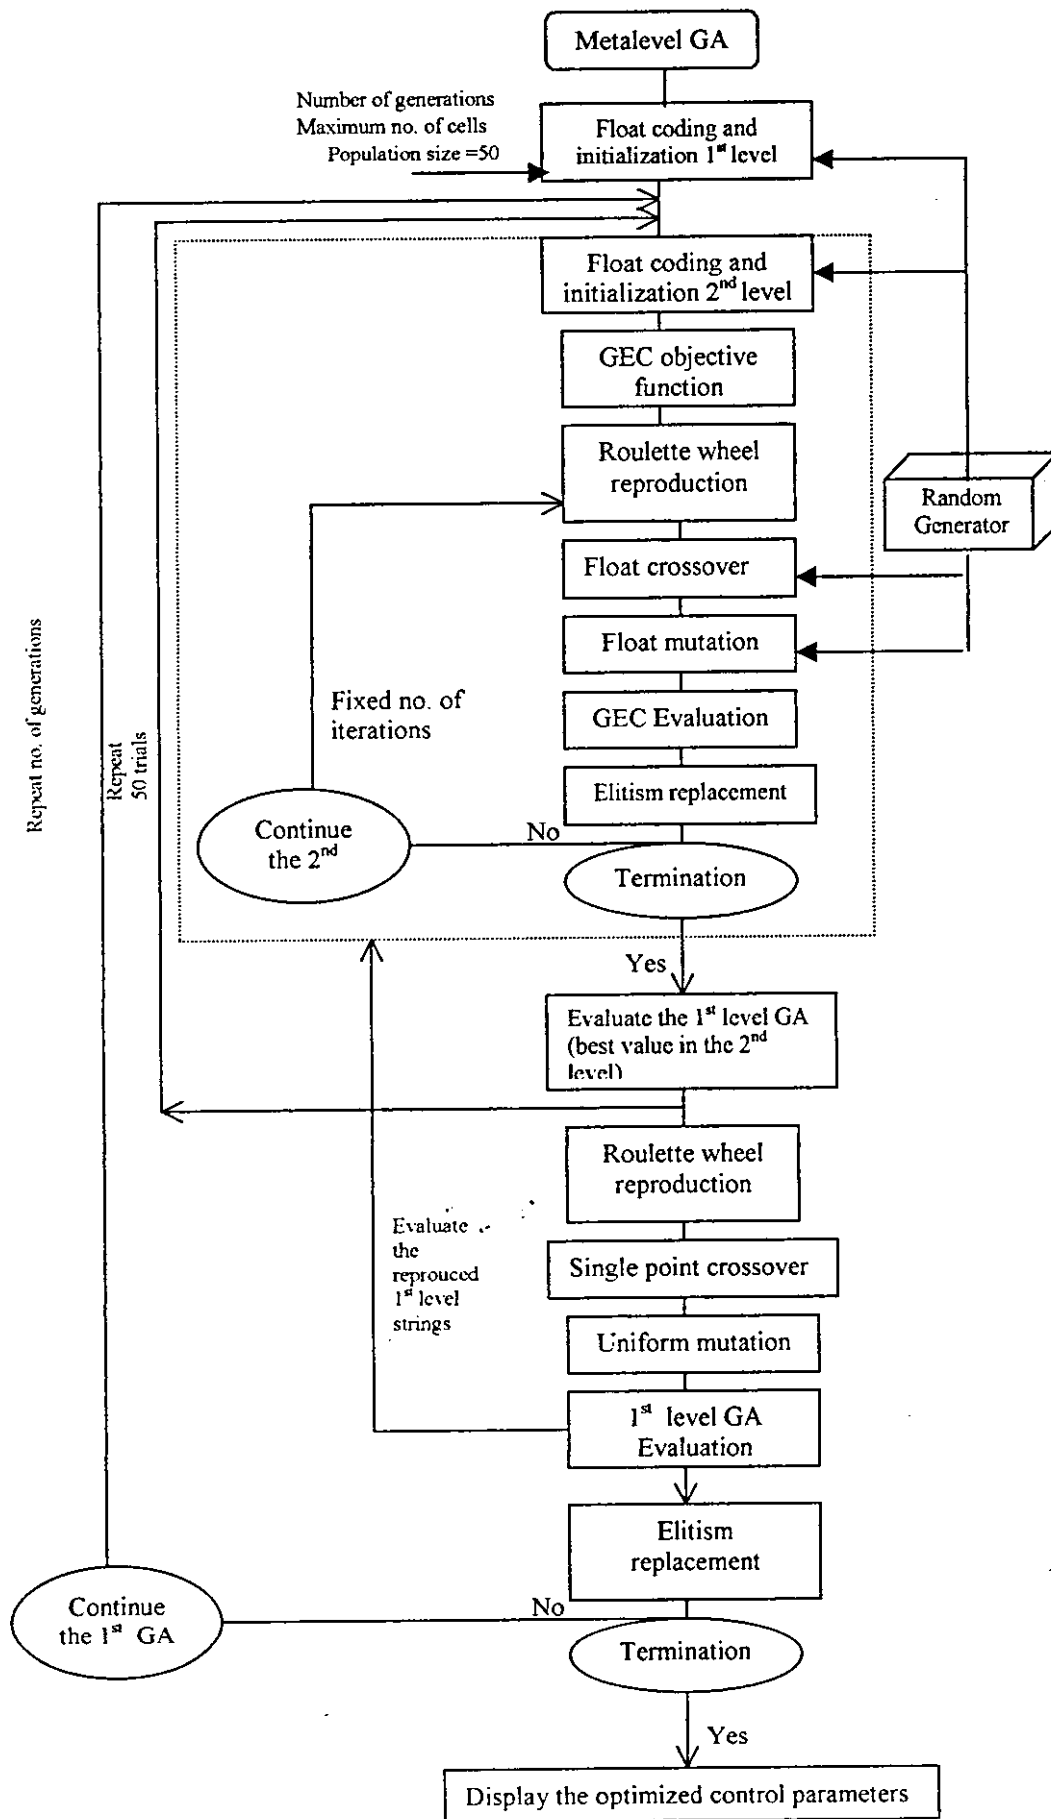 Metalevel GA
Number of generations
Maximum no. of cells
Population size =50
Float coding and
initialization 1st level
Float coding and
initialization 2nd level
GEC objective
function
Roulette wheel
reproduction
Random
Generator
Float crossover
Float mutation
Fixed no. of
iterations
GEC Evaluation
Elitism replacement
Repeat no. of generations
Repeat
50 trials
Continue
the 2nd
No
Termination
Yes
Evaluate the 1st level GA
(best value in the 2nd
level)
Roulette wheel
reproduction
Evaluate
the
reprouced
1st level
strings
Single point crossover
Uniform mutation
1st level GA
Evaluation
Elitism
replacement
Continue
the 1st GA
No
Termination
Yes
Display the optimized control parameters